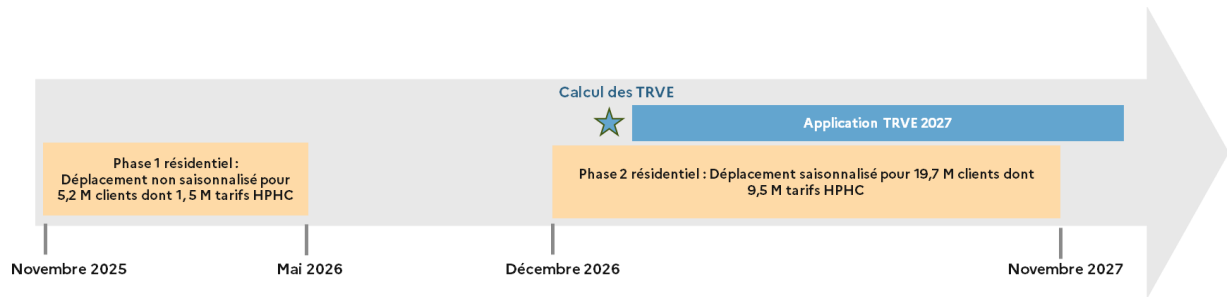 Calcul des TRVE
Application TRVE 2027
Phase 1 résidentiel :
Déplacement non saisonnalisé pour
5,2 M clients dont 1, 5 M tarifs HPHC
Phase 2 résidentiel : Déplacement saisonnalisé pour 19,7 M clients dont
9,5 M tarifs HPHC
Novembre 2025
Mai 2026
Décembre 2026
Novembre 2027